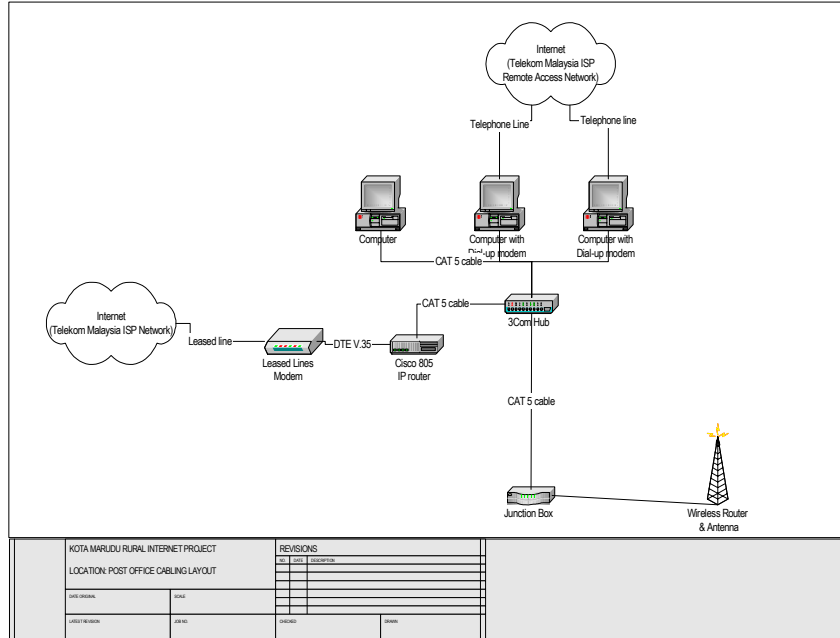 Internet
(Telekom Malaysia ISP
Remote Access Network)
Telephone Line
Telephone line
Computer
Computer with
Dial-up modem
Computer with
Dial-up modem
CAT 5 cable
Internet
(Telekom Malaysia ISP Network)
Leased line
Leased Lines
Modem
DTE V.35
Cisco 805
IP router
CAT 5 cable
3Com Hub
CAT 5 cable
Junction Box
Wireless Router
& Antenna
KOTA MARUDU RURAL INTERNET PROJECT
LOCATION: POST OFFICE CABLING LAYOUT
REVISIONS
NO. DATE DESCRIPTION
DATE ORIGINAL
SCALE
LATEST REVISION
JOB NO.
CHECKED
DRAWN